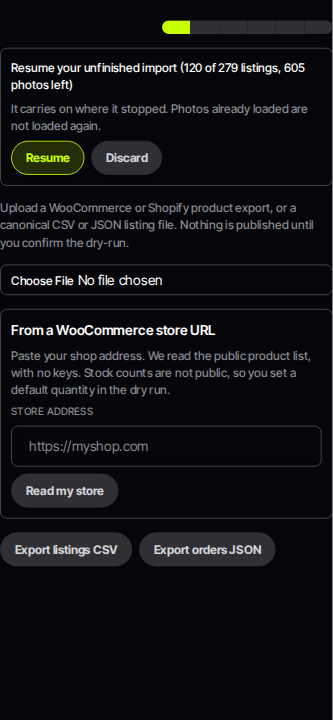 Resume your unfinished import (120 of 279 listings, 605
photos left)
It carries on where it stopped. Photos already loaded are
not loaded again.
Resume Discard
Upload a WooCommerce or Shopify product export, or a
canonical CSV or JSON listing file. Nothing is published until
you confirm the dry-run.
Choose File No file chosen
From a WooCommerce store URL
Paste your shop address. We read the public product list,
with no keys. Stock counts are not public, so you set a
default quantity in the dry run.
STORE ADDRESS
https://myshop.com
Read my store
Export listings CSV Export orders JSON